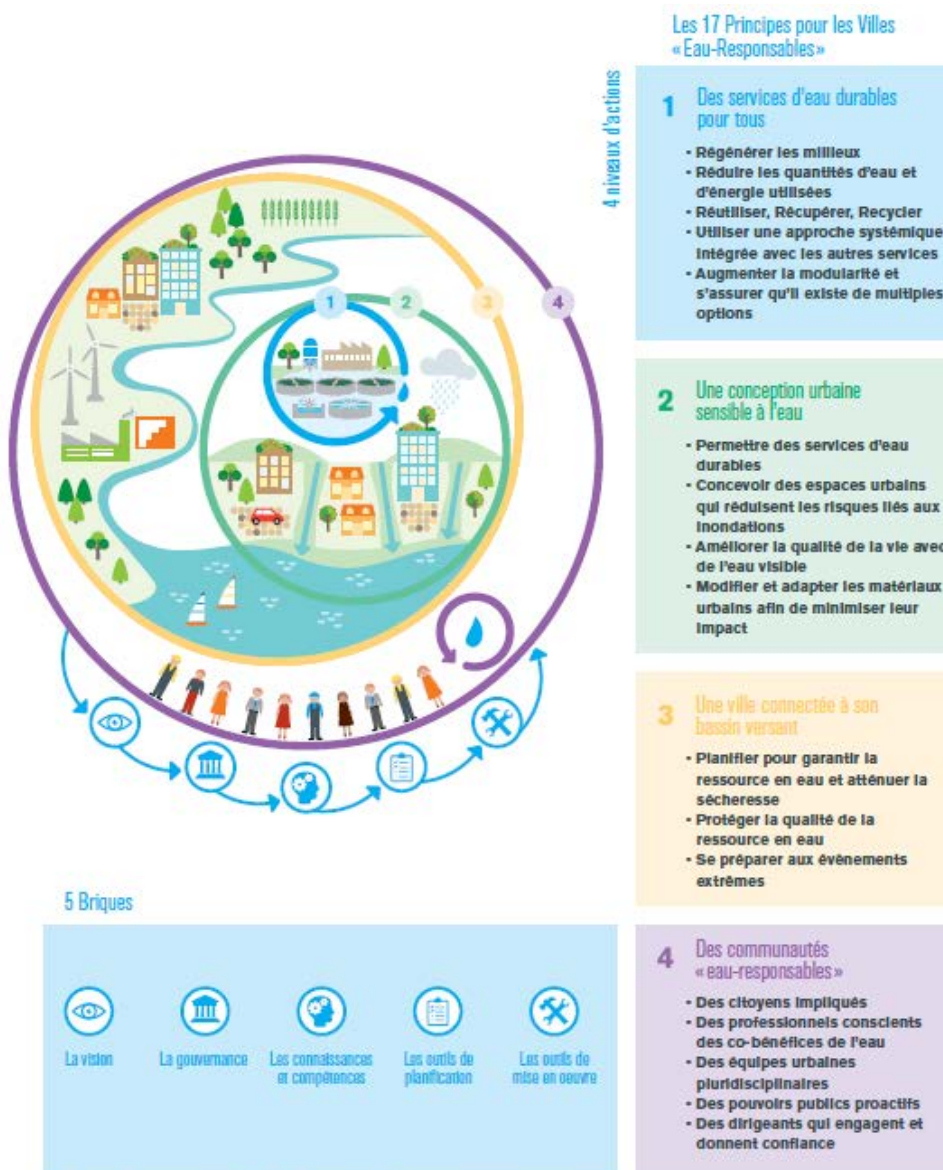 Les 17 Principes pour les Villes
«Eau-Responsables»
4 niveaux d'actions
1
Des services d'eau durables
pour tous
• Régénérer les milieux
• Réduire les quantités d'eau et
d'énergie utilisées
• Réutiliser, Récupérer, Recycler
• Utiliser une approche systémique
intégrée avec les autres services
• Augmenter la modularité et
s'assurer qu'il existe de multiples
options
2
Une conception urbaine
sensible à l'eau
• Permettre des services d'eau
durables
• Concevoir des espaces urbains
qui réduisent les risques liés aux
inondations
• Améliorer la qualité de la vie avec
de l'eau visible
• Modifier et adapter les matériaux
urbains afin de minimiser leur
impact
3
Une ville connectée à son
bassin versant
• Planifier pour garantir la
ressource en eau et atténuer la
sécheresse
• Protéger la qualité de la
ressource en eau
• Se préparer aux événements
extrêmes
4
Des communautés
«eau-responsables»
• Des citoyens impliqués
• Des professionnels conscients
des co-bénéfices de l'eau
• Des équipes urbaines
pluridisciplinaires
• Des pouvoirs publics proactifs
• Des dirigeants qui engagent et
donnent confiance
1
2
3
4
5 Briques
La vision
La gouvernance
Les connaissances
et compétences
Les outils de
planification
Les outils de
mise en oeuvre